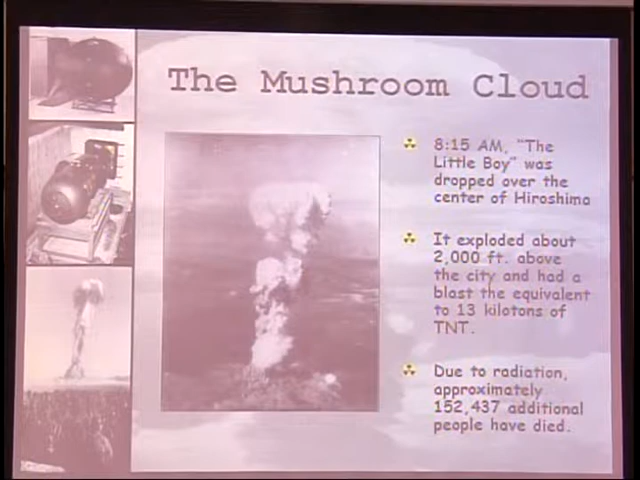 The Mushroom Cloud
8:15 AM, "The
Little Boy" was
dropped over the
center of Hiroshima
It exploded about
2,000 ft. above
the city and had a
blast the equivalent
to 13 kilotons of
TNT.
Due to radiation,
approximately
152,437 additional
people have died.